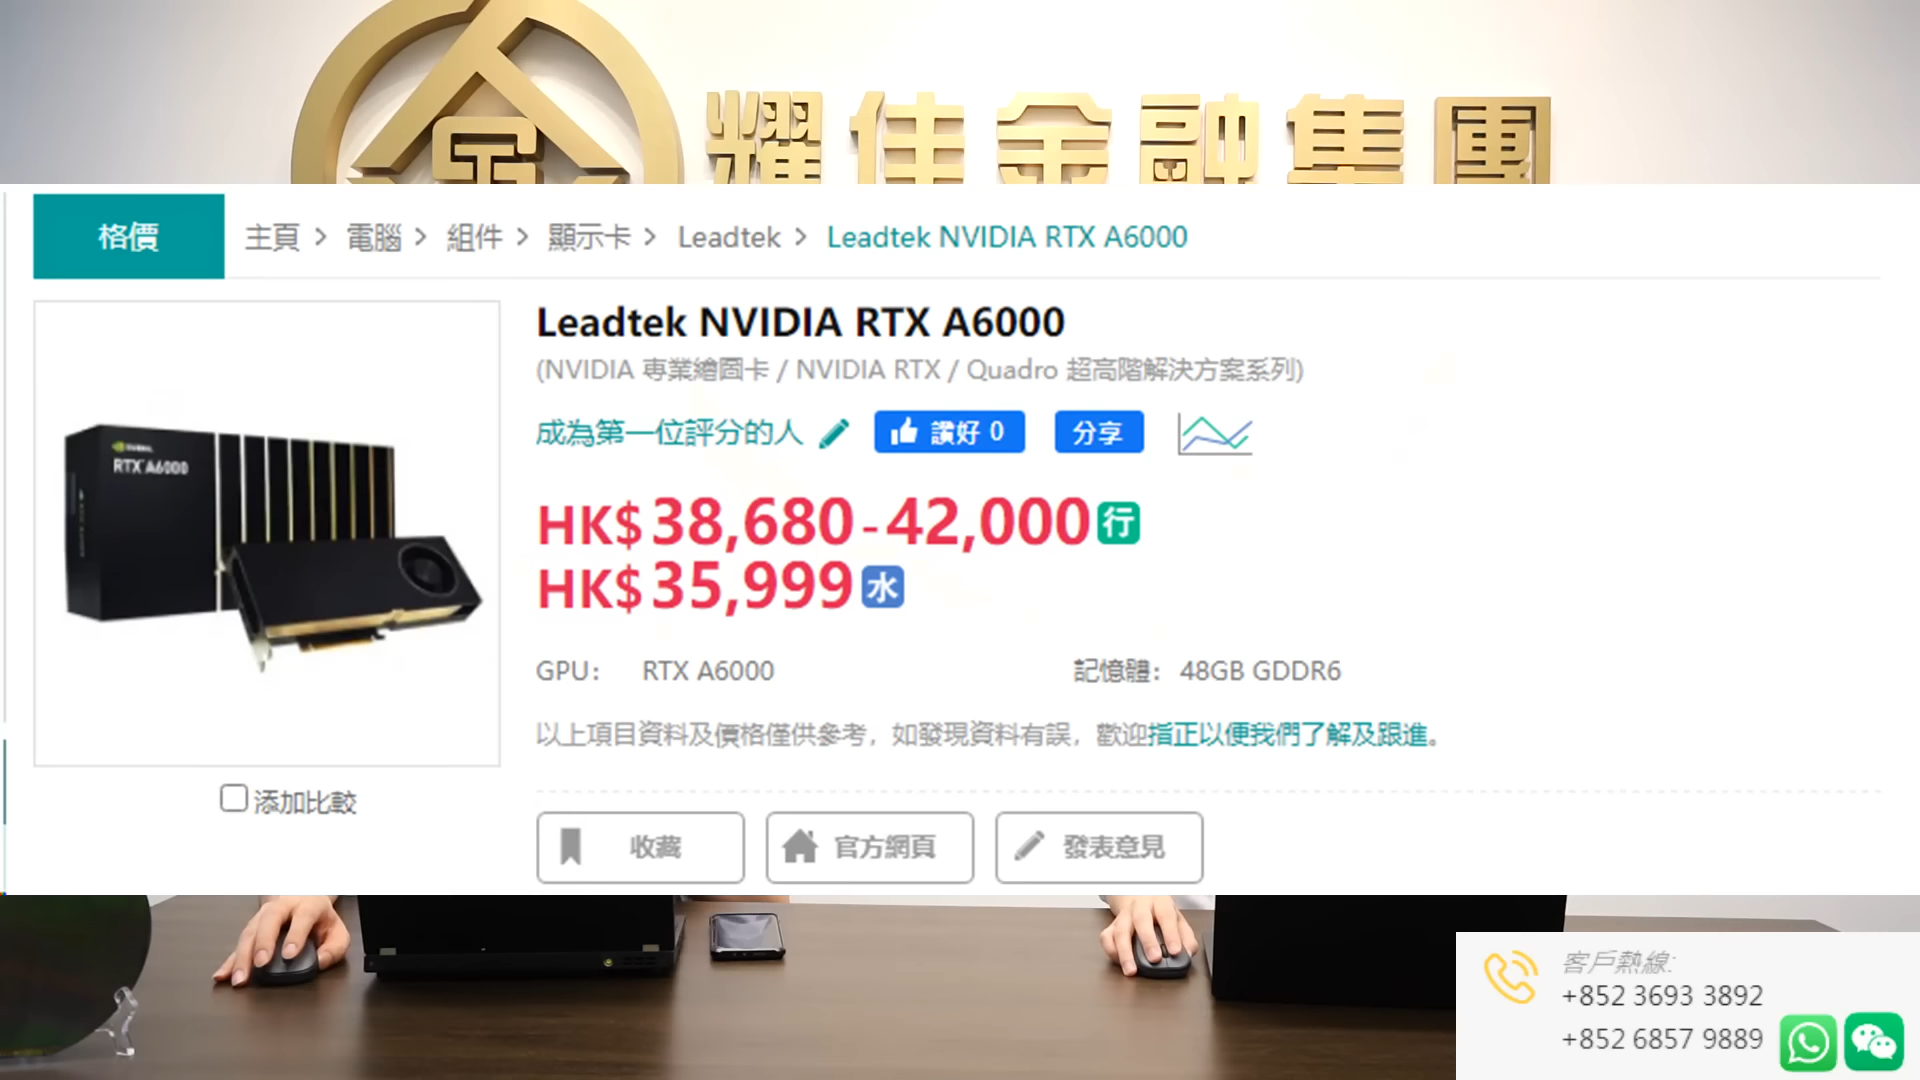 耀佳金融集團
格價
主頁 > 電腦 > 組件 > 顯示卡 > Leadtek > Leadtek NVIDIA RTX A6000
Leadtek NVIDIA RTX A6000
(NVIDIA 專業繪圖卡 / NVIDIA RTX / Quadro 超高階解決方案系列)
成為第一位評分的人 讚好 0 分享
HK$38,680-42,000行
HK$35,999水
NVIDIA
RTX A6000
GPU： RTX A6000 記憶體： 48GB GDDR6
以上項目資料及價格僅供參考，如發現資料有誤，歡迎指正以便我們了解及跟進。
添加比較
收藏 官方網頁 發表意見
客戶熱線:
+852 3693 3892
+852 6857 9889